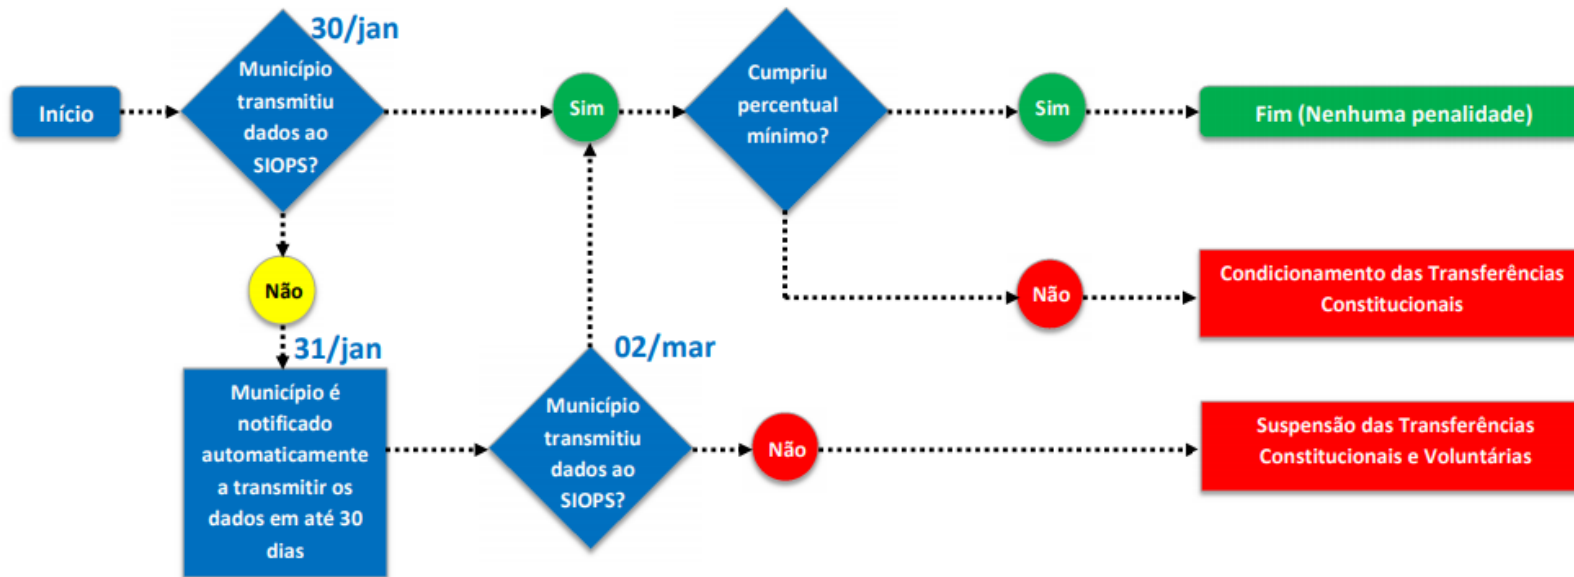 Início
30/jan
Município
transmitiu
dados ao
SIOPS?
Sim
Cumpriu
percentual
mínimo?
Sim
Fim (Nenhuma penalidade)
Não
Não
Condicionamento das Transferências
Constitucionais
31/jan
Município é
notificado
automaticamente
a transmitir os
dados em até 30
dias
02/mar
Município
transmitiu
dados ao
SIOPS?
Não
Suspensão das Transferências
Constitucionais e Voluntárias